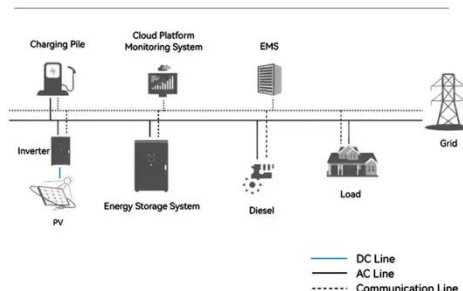 Charging Pile
Cloud Platform
Monitoring System
EMS
Grid
Inverter
PV
Energy Storage System
Diesel
Load
DC Line
AC Line
Communication Line